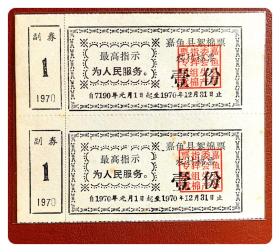 副券
1
1970
嘉鱼县絮棉票
最高指示
为人民服务。
壹份
自7190年元月1日起至1970年12月31日止
副券
1
1970
嘉鱼县絮棉票
最高指示
为人民服务。
壹份
自1970年元月1日起至1970年12月31日止